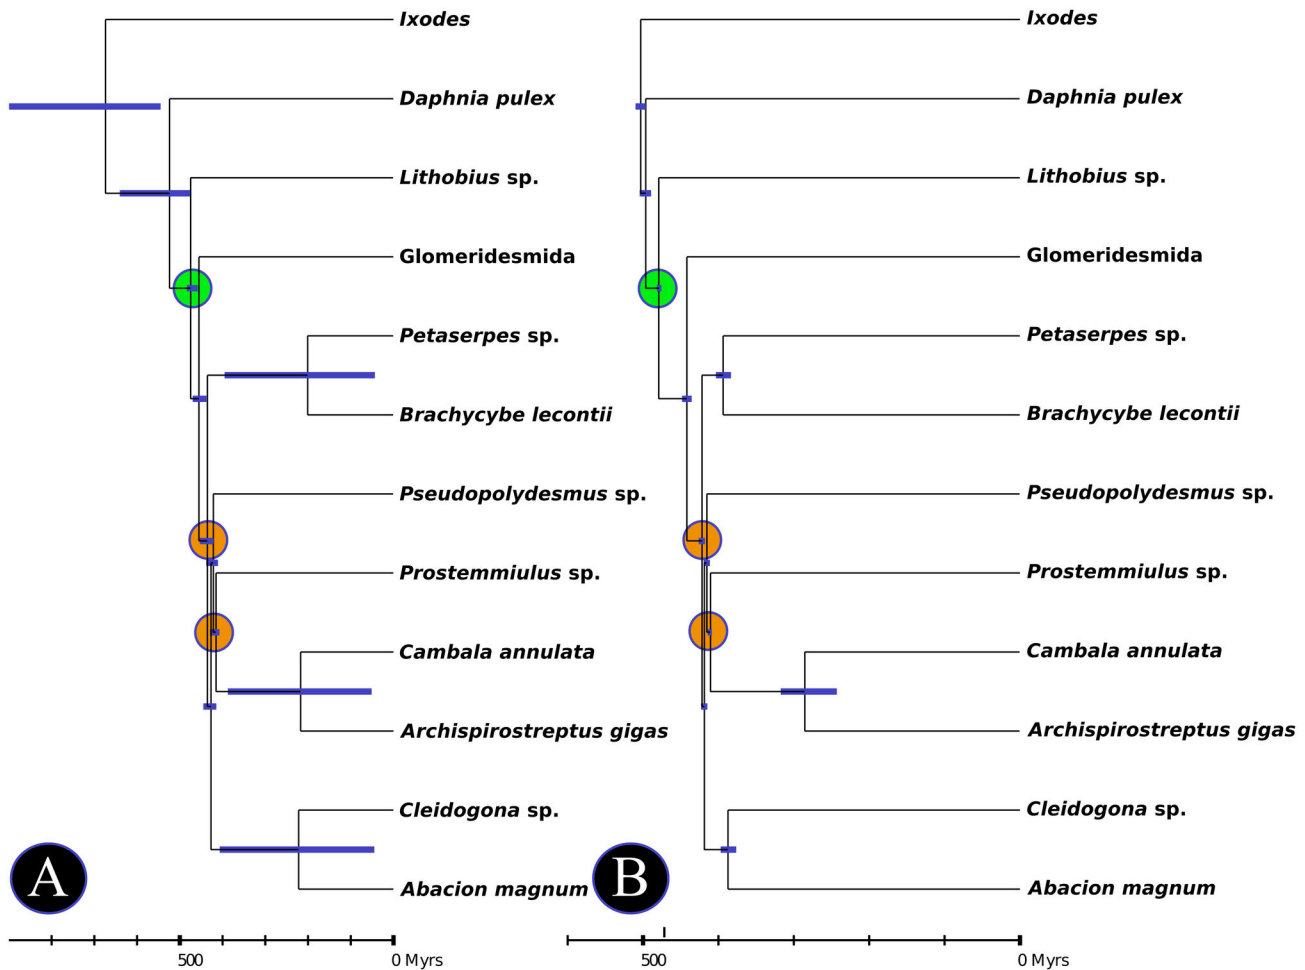 Ixodes
Daphnia pulex
Lithobius sp.
Glomeridesmida
Petaserpes sp.
Brachycybe lecontii
Pseudopolydesmus sp.
Prostemmiulus sp.
Cambala annulata
Archispirostreptus gigas
Cleidogona sp.
Abacion magnum
A
500
0 Myrs
Ixodes
Daphnia pulex
Lithobius sp.
Glomeridesmida
Petaserpes sp.
Brachycybe lecontii
Pseudopolydesmus sp.
Prostemmiulus sp.
Cambala annulata
Archispirostreptus gigas
Cleidogona sp.
Abacion magnum
B
500
0 Myrs